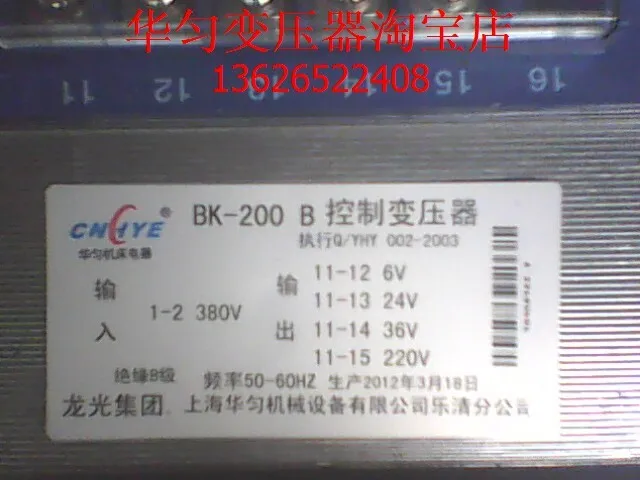 华匀变压器淘宝店
13626522408
11 12 13 14 15 16
CNHYE®
华匀机床电器
BK-200 B 控制变压器
执行Q/YHY 002-2003
输入
1-2 380V
输出
11-12 6V
11-13 24V
11-14 36V
11-15 220V
绝缘B级 频率50-60HZ 生产2012年3月18日
龙光集团. 上海华匀机械设备有限公司乐清分公司